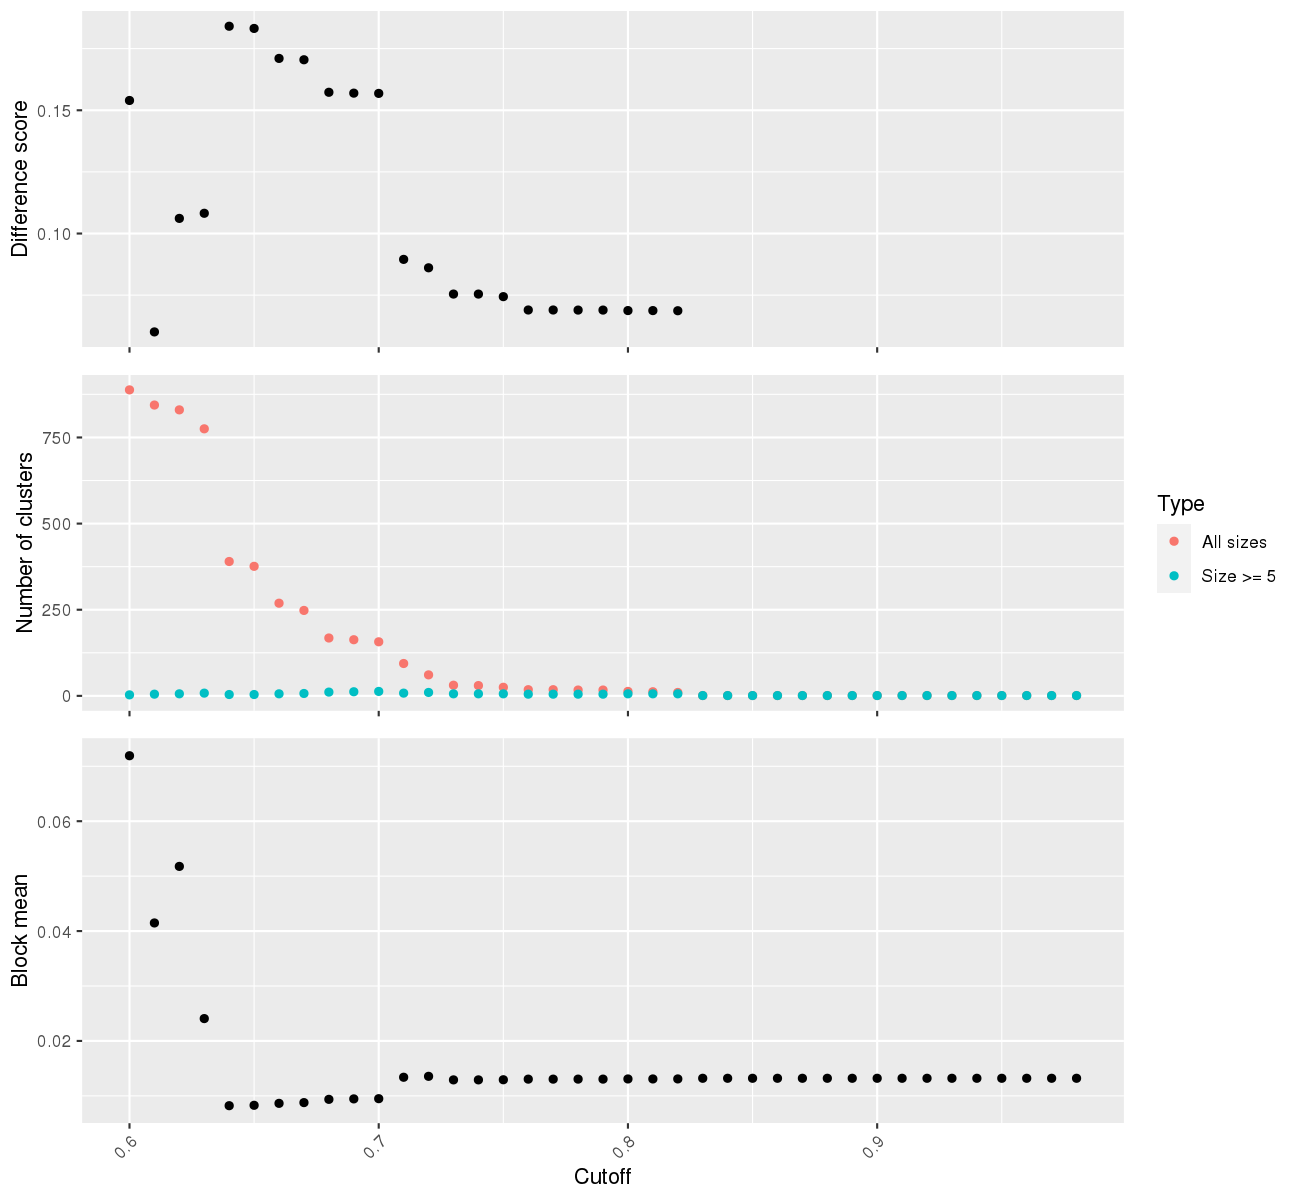 Difference score
0.15
0.10
Number of clusters
750
500
250
0
Type
All sizes
Size >= 5
Block mean
0.06
0.04
0.02
0.6
0.7
0.8
0.9
Cutoff